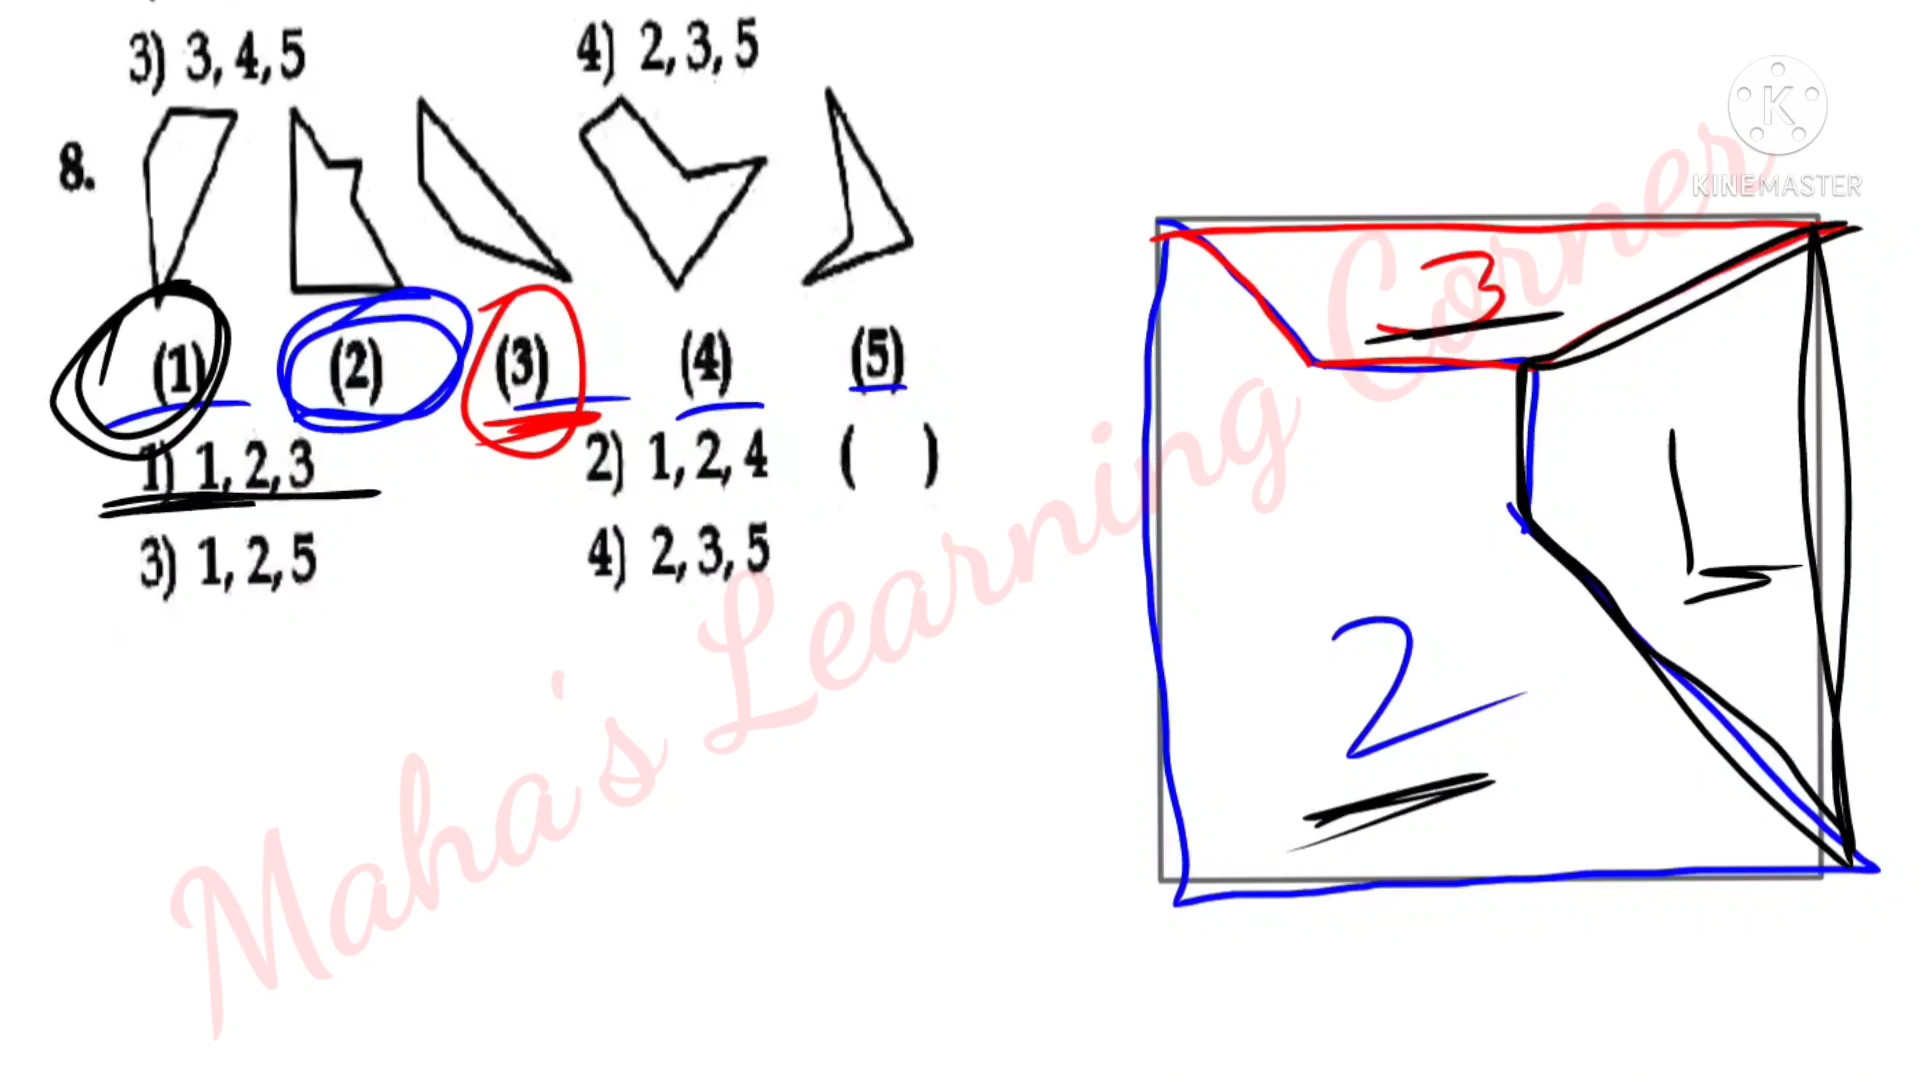 3) 3, 4, 5 4) 2, 3, 5
8.
(1) (2) (3) (4) (5)
1) 1, 2, 3 2) 1, 2, 4 ( )
3) 1, 2, 5 4) 2, 3, 5
K
KINEMASTER
3
1
2
Maha's Learning Corner